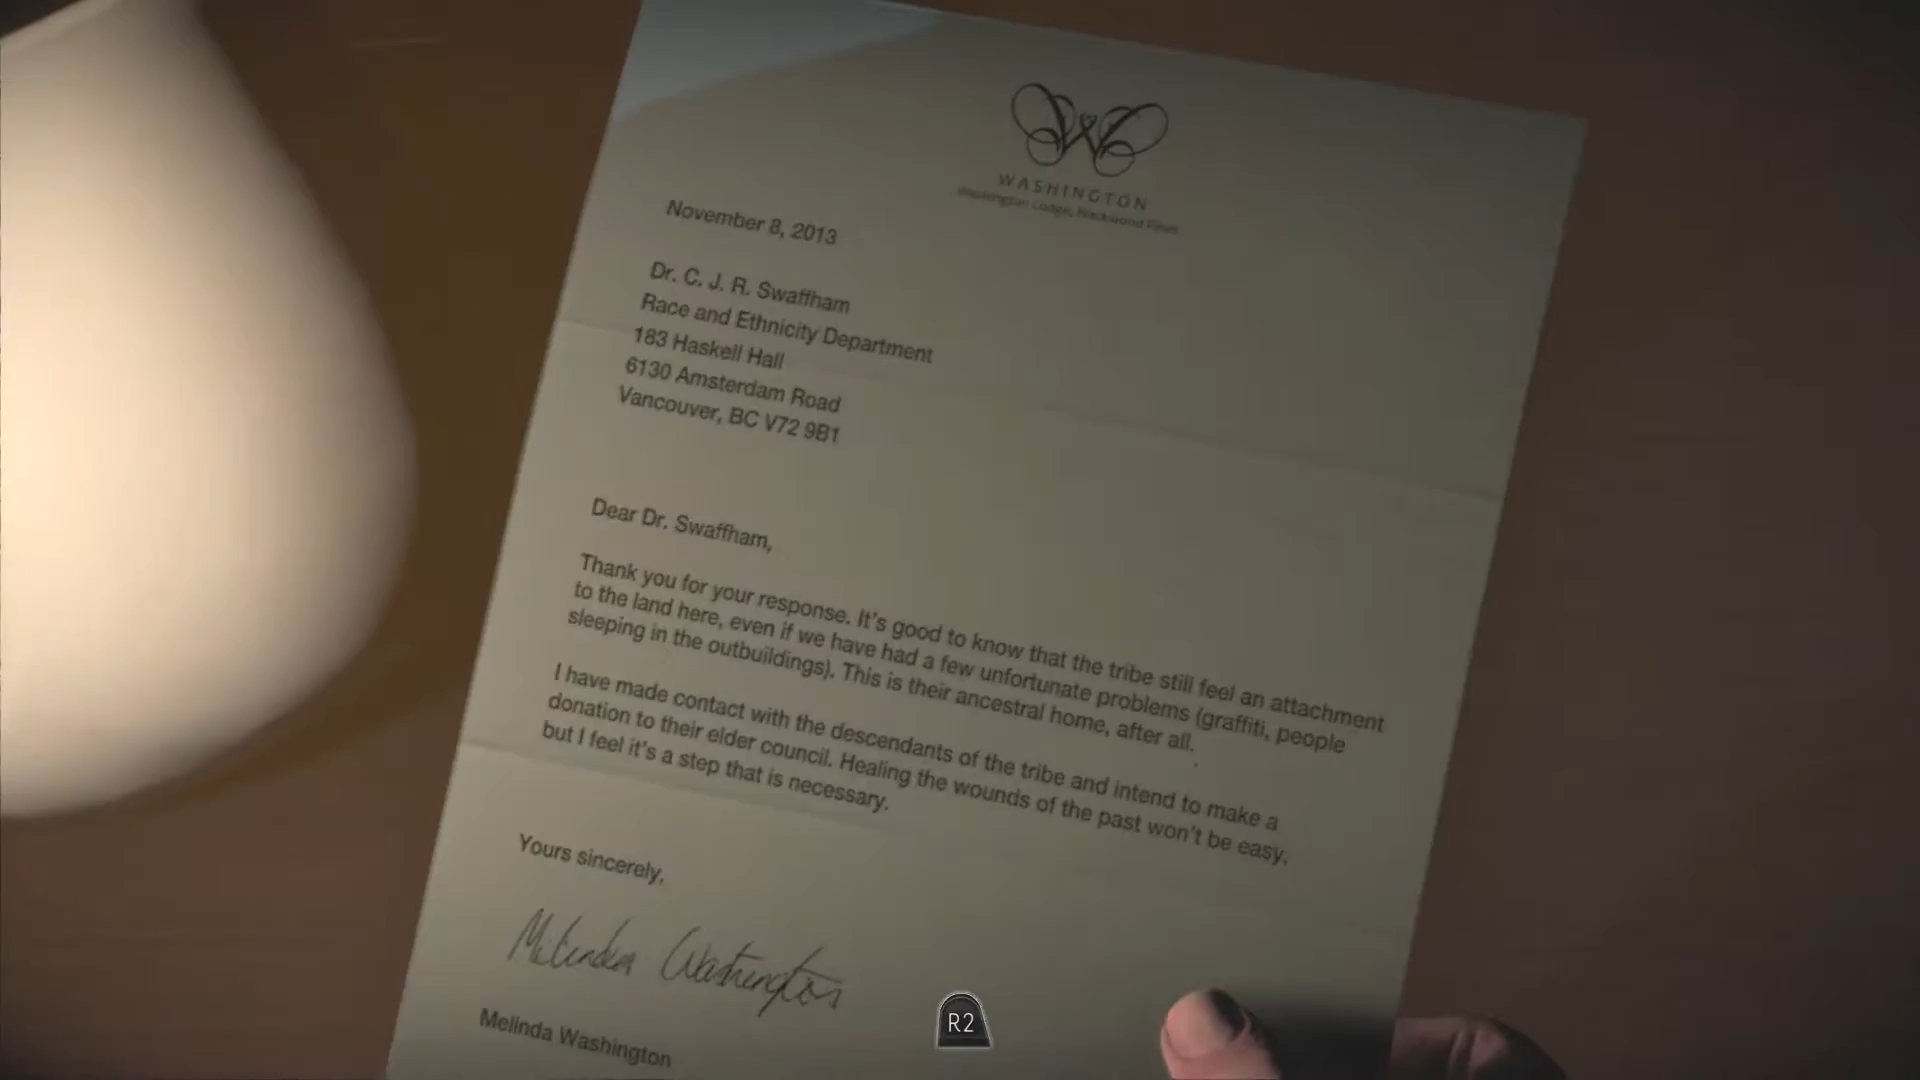 W
WASHINGTON
Washington Lodge, Blackwood Pines
November 8, 2013
Dr. C. J. R. Swaffham
Race and Ethnicity Department
183 Haskell Hall
6130 Amsterdam Road
Vancouver, BC V72 9B1
Dear Dr. Swaffham,
Thank you for your response. It's good to know that the tribe still feel an attachment
to the land here, even if we have had a few unfortunate problems (graffiti, people
sleeping in the outbuildings). This is their ancestral home, after all.
I have made contact with the descendants of the tribe and intend to make a
donation to their elder council. Healing the wounds of the past won't be easy,
but I feel it's a step that is necessary.
Yours sincerely,
Melinda Washington
Melinda Washington
R2